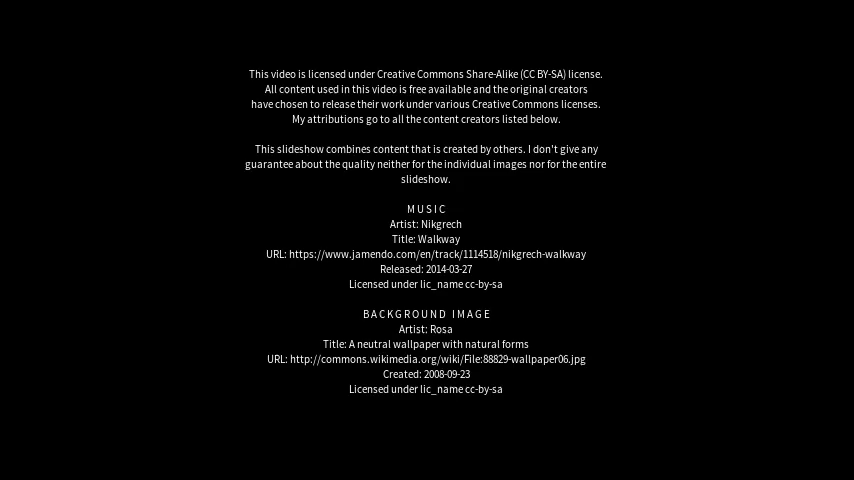 This video is licensed under Creative Commons Share-Alike (CC BY-SA) license.
All content used in this video is free available and the original creators
have chosen to release their work under various Creative Commons licenses.
My attributions go to all the content creators listed below.
This slideshow combines content that is created by others. I don't give any
guarantee about the quality neither for the individual images nor for the entire
slideshow.
MUSIC
Artist: Nikgrech
Title: Walkway
URL: https://www.jamendo.com/en/track/1114518/nikgrech-walkway
Released: 2014-03-27
Licensed under lic_name cc-by-sa
BACKGROUND IMAGE
Artist: Rosa
Title: A neutral wallpaper with natural forms
URL: http://commons.wikimedia.org/wiki/File:88829-wallpaper06.jpg
Created: 2008-09-23
Licensed under lic_name cc-by-sa